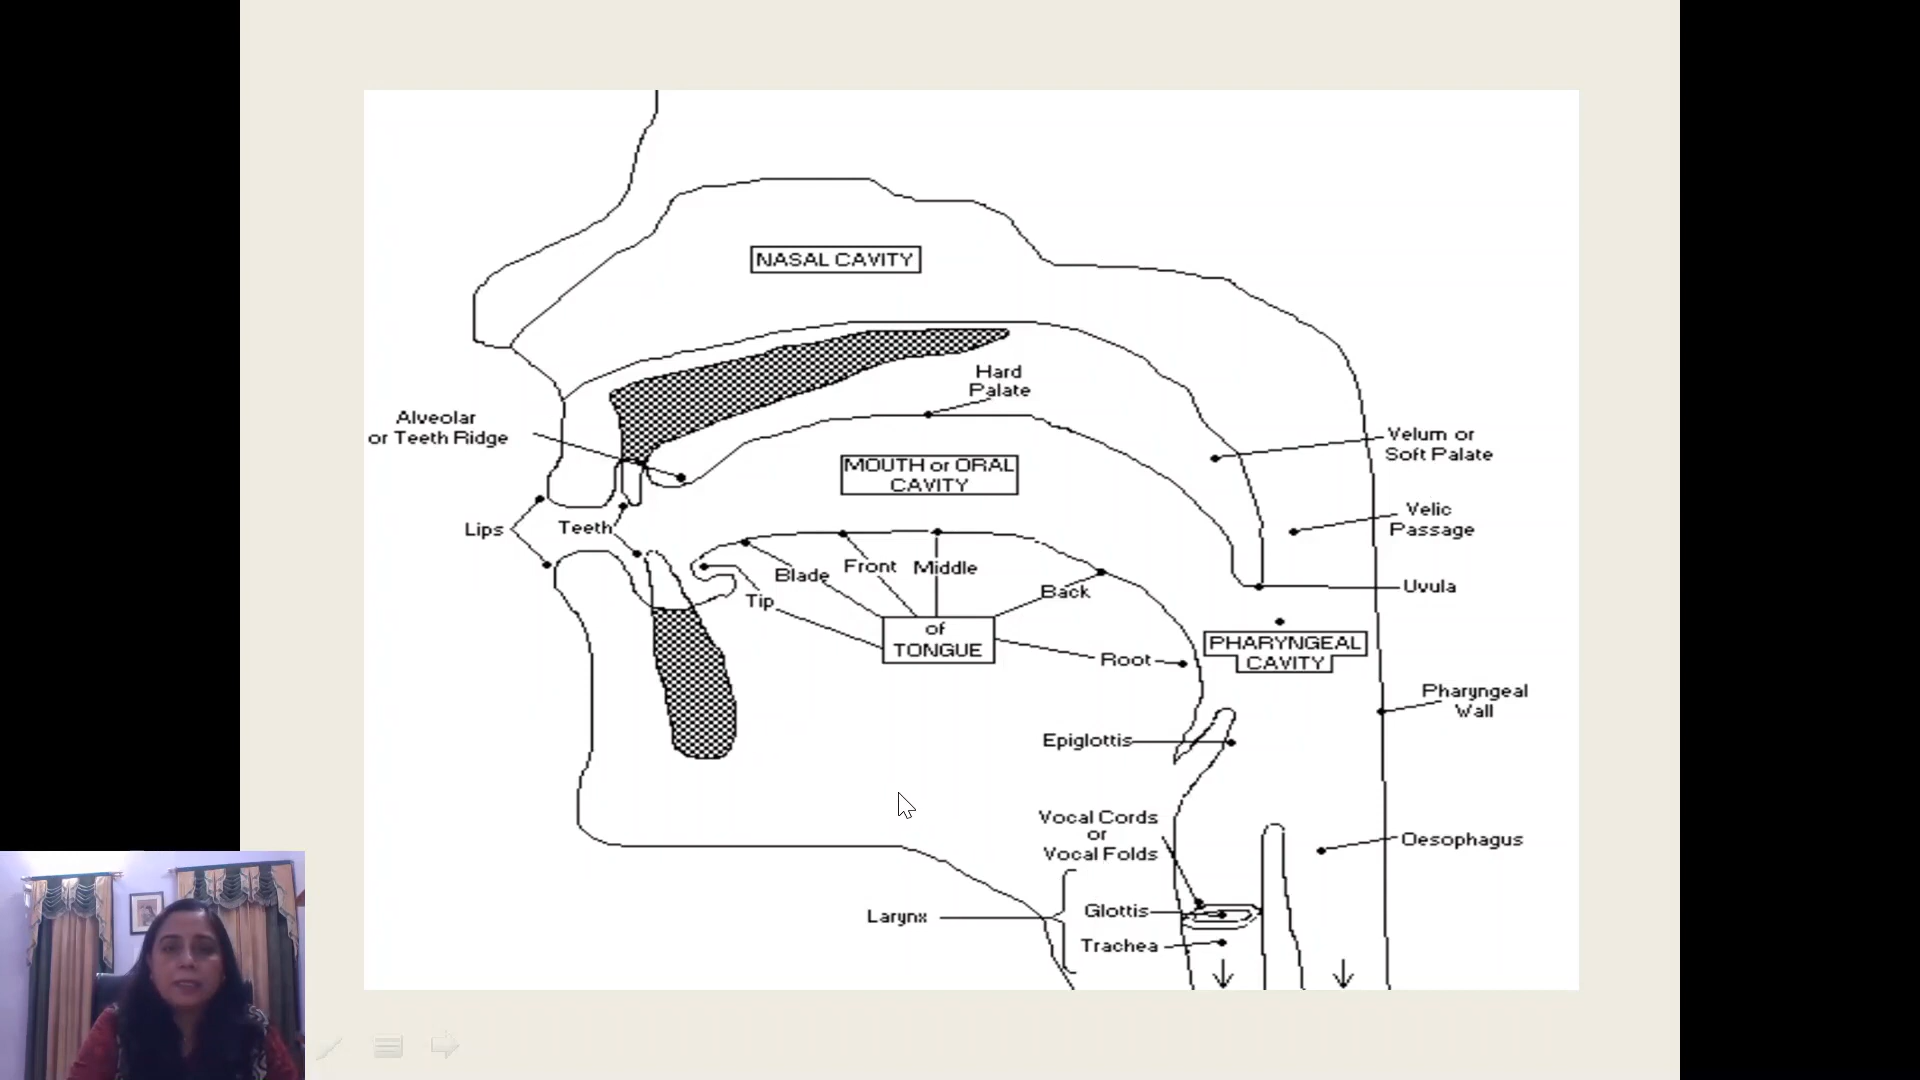 NASAL CAVITY
Hard
Palate
Alveolar
or Teeth Ridge
Velum or
Soft Palate
MOUTH or ORAL
CAVITY
Velic
Passage
Lips
Teeth
Blade
Front
Middle
Back
Tip
Uvula
of
TONGUE
Root
PHARYNGEAL
CAVITY
Pharyngeal
Wall
Epiglottis
Vocal Cords
or
Vocal Folds
Oesophagus
Larynx
Glottis
Trachea